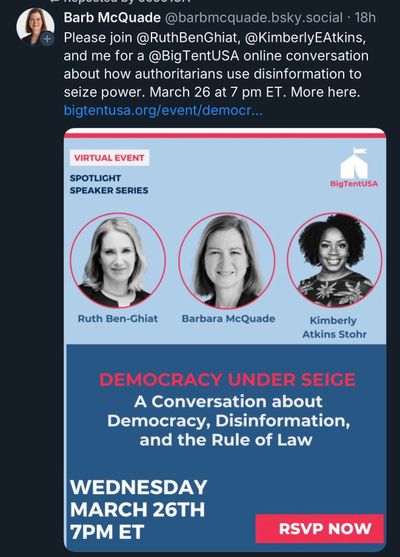 Barb McQuade @barbmcquade.bsky.social · 18h
Please join @RuthBenGhiat, @KimberlyEAtkins,
and me for a @BigTentUSA online conversation
about how authoritarians use disinformation to
seize power. March 26 at 7 pm ET. More here.
bigtentusa.org/event/democr...
VIRTUAL EVENT
SPOTLIGHT
SPEAKER SERIES
BigTentUSA
Ruth Ben-Ghiat
Barbara McQuade
Kimberly
Atkins Stohr
DEMOCRACY UNDER SEIGE
A Conversation about
Democracy, Disinformation,
and the Rule of Law
WEDNESDAY
MARCH 26TH
7PM ET
RSVP NOW